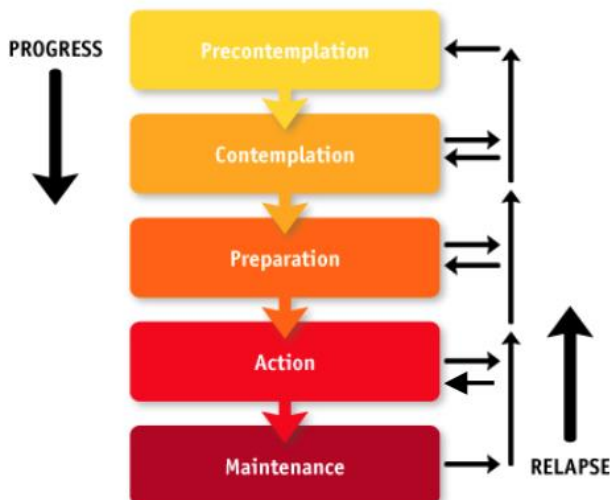 PROGRESS
Precontemplation
Contemplation
Preparation
Action
Maintenance
RELAPSE